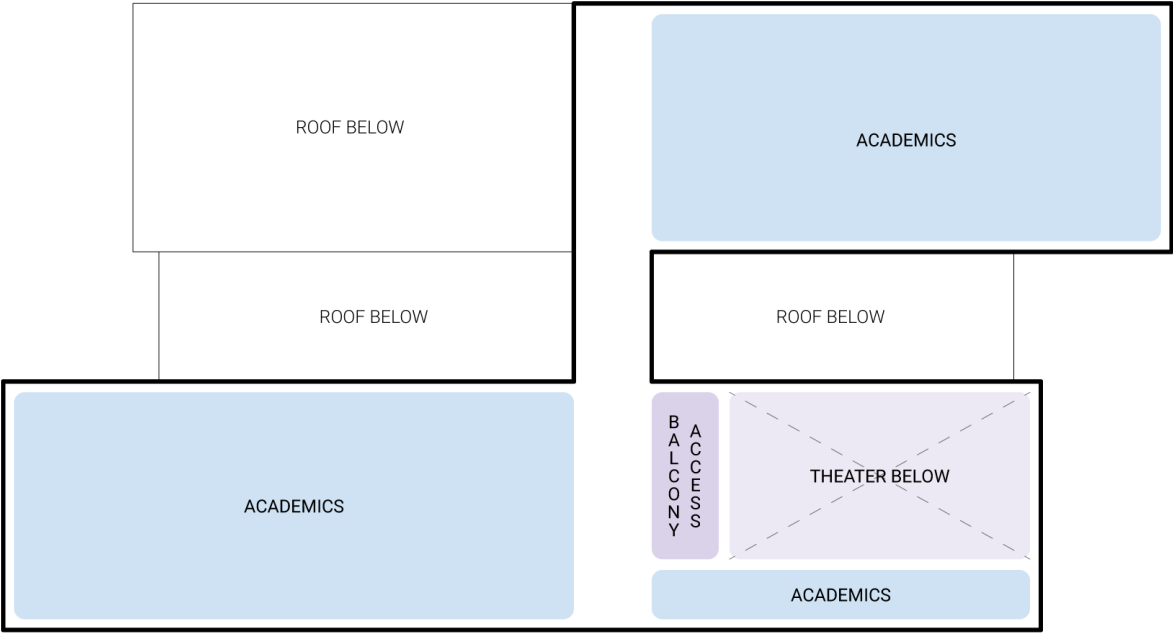 ROOF BELOW
ACADEMICS
ROOF BELOW
ROOF BELOW
ACADEMICS
BALCONY
ACCESS
THEATER BELOW
ACADEMICS